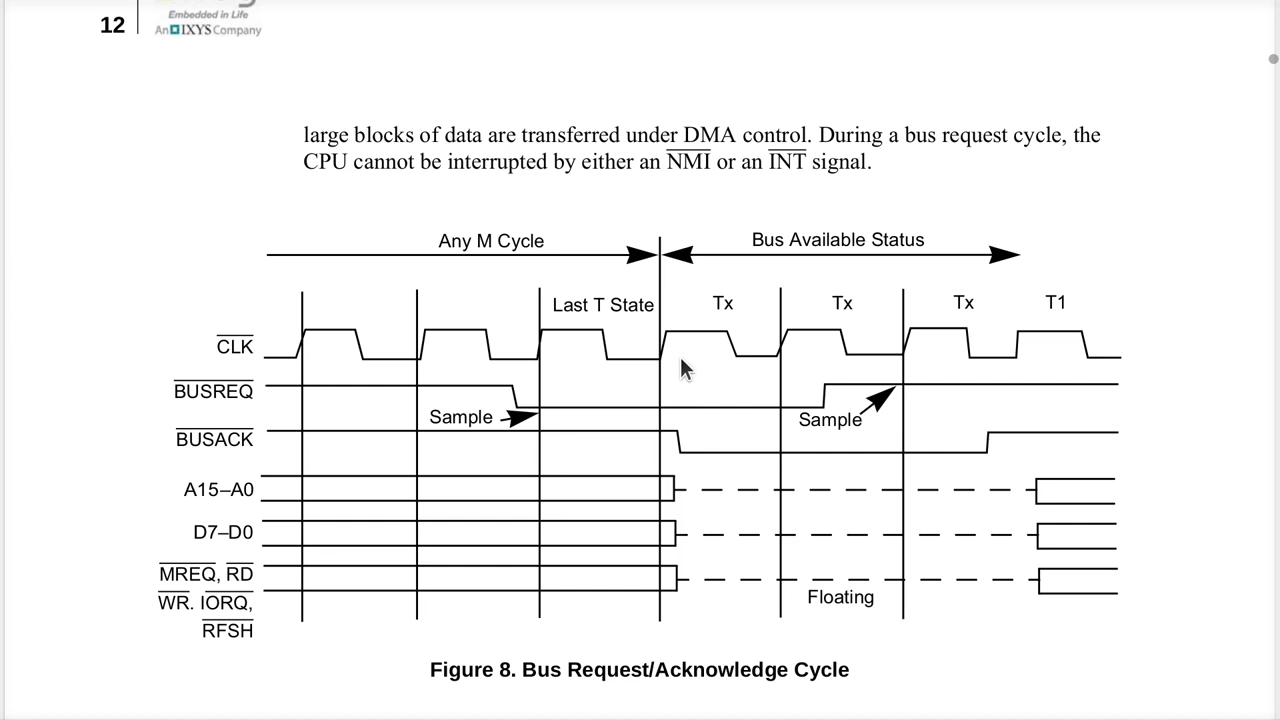 12
Embedded in Life
An IXYS Company
large blocks of data are transferred under DMA control. During a bus request cycle, the
CPU cannot be interrupted by either an NMI or an INT signal.
Any M Cycle
Bus Available Status
Last T State
Tx
Tx
Tx
T1
CLK
BUSREQ
Sample
Sample
BUSACK
A15–A0
D7–D0
MREQ, RD
WR. IORQ,
RFSH
Floating
Figure 8. Bus Request/Acknowledge Cycle